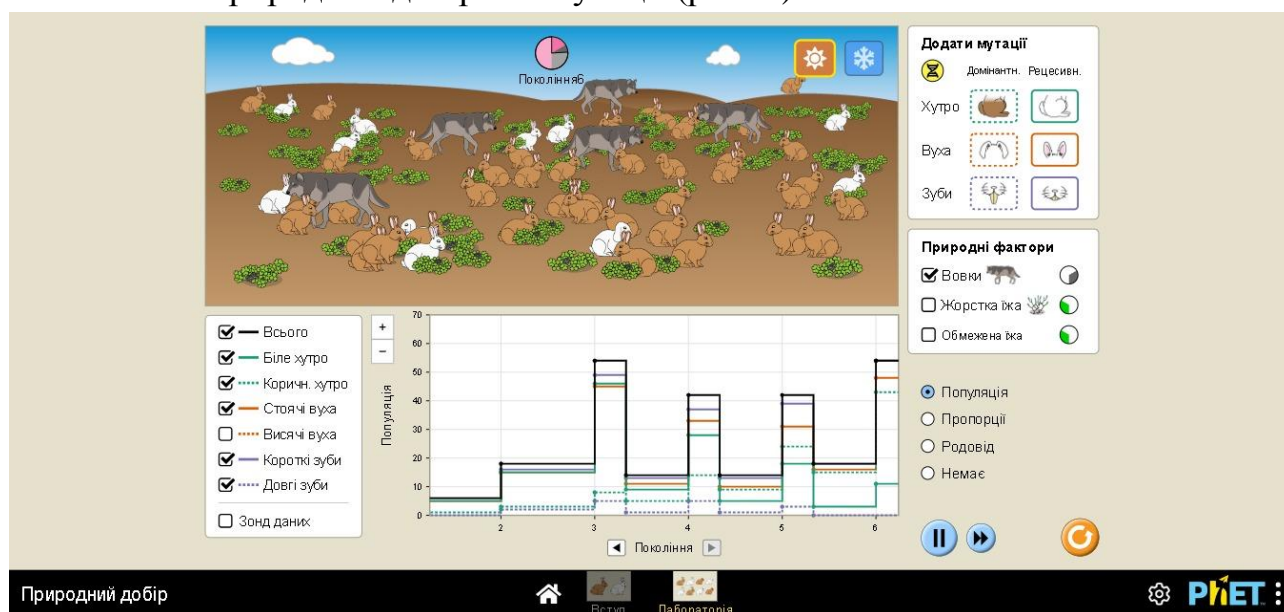 Покоління6
Додати мутації
Домінантн. Рецесивн.
Хутро
Вуха
Зуби
Природні фактори
Вовки
Жорстка їжа
Обмежена їжа
Всього
Біле хутро
Коричн. хутро
Стоячі вуха
Висячі вуха
Короткі зуби
Довгі зуби
Зонд даних
+
−
Популяція
70
60
50
40
30
20
10
0
2 3 4 5 6
Покоління
Популяція
Пропорції
Родовід
Немає
Природний добір
Вступ
Лабораторія
PhET